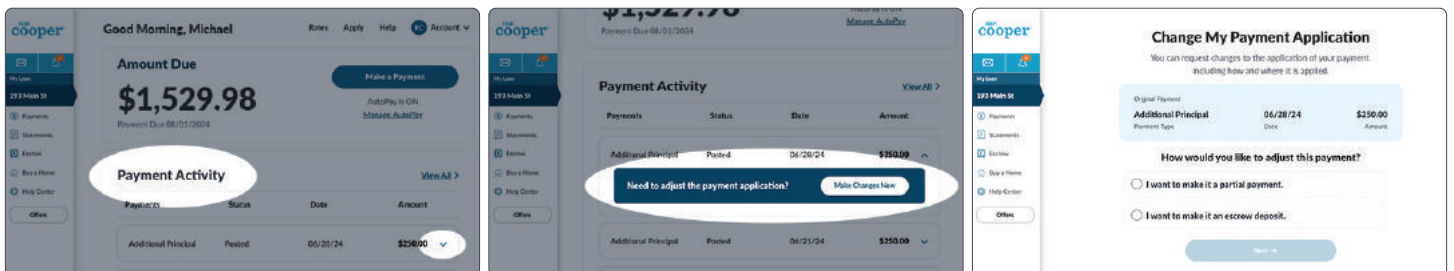 mr. cooper
My Loan
193 Main St
Payments
Statements
Escrow
Buy a Home
Help Center
Offers
Good Morning, Michael
Rates Apply Help Account
Amount Due
$1,529.98
Payment Due 08/01/2024
Make a Payment
AutoPay is ON
Manage AutoPay
Payment Activity
View All >
Payments Status Date Amount
Additional Principal Posted 06/28/24 $250.00
mr. cooper
My Loan
193 Main St
Payments
Statements
Escrow
Buy a Home
Help Center
Offers
$1,529.98
Payment Due 08/01/2024
AutoPay is ON
Manage AutoPay
Payment Activity
View All >
Payments Status Date Amount
Additional Principal Posted 06/28/24 $250.00
Need to adjust the payment application? Make Changes Now
Additional Principal Posted 06/21/24 $250.00
mr. cooper
My Loan
193 Main St
Payments
Statements
Escrow
Buy a Home
Help Center
Offers
Change My Payment Application
You can request changes to the application of your payment,
including how and where it is applied.
Original Payment
Additional Principal 06/28/24 $250.00
Payment Type Date Amount
How would you like to adjust this payment?
I want to make it a partial payment.
I want to make it an escrow deposit.
Next →